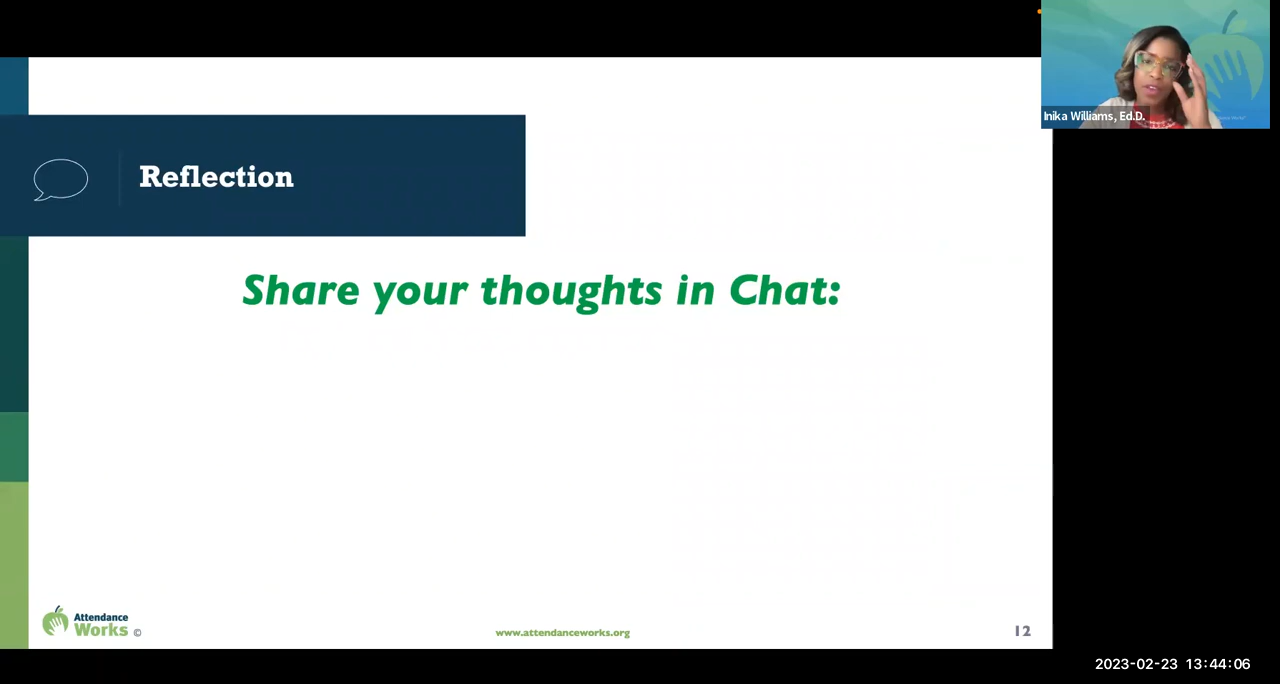 Inika Williams, Ed.D.
Reflection
Share your thoughts in Chat:
Attendance
Works ©
www.attendanceworks.org
12
2023-02-23 13:44:06